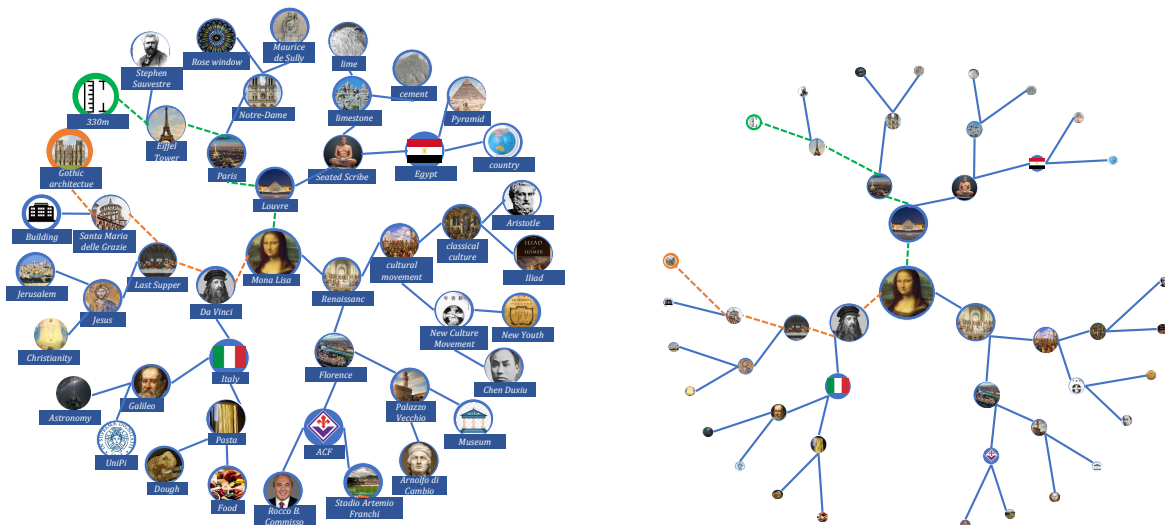 Maurice
de Sully
Rose window
lime
Stephen
Sauvestre
cement
330m
Notre-Dame
limestone
Pyramid
Eiffel
Tower
Gothic
architectue
Paris
Seated Scribe
Egypt
country
Louvre
Aristotle
Building
Santa Maria
delle Grazie
classical
culture
cultural
movement
Iliad
ILIAD
HOMER
Jerusalem
Last Supper
Mona Lisa
Da Vinci
Renaissanc
Jesus
New Culture
Movement
New Youth
Christianity
Italy
Florence
Chen Duxiu
Astronomy
Galileo
Palazzo
Vecchio
UniPi
Pasta
ACF
Museum
Dough
Food
Rocco B.
Commisso
Stadio Artemio
Franchi
Arnolfo di
Cambio